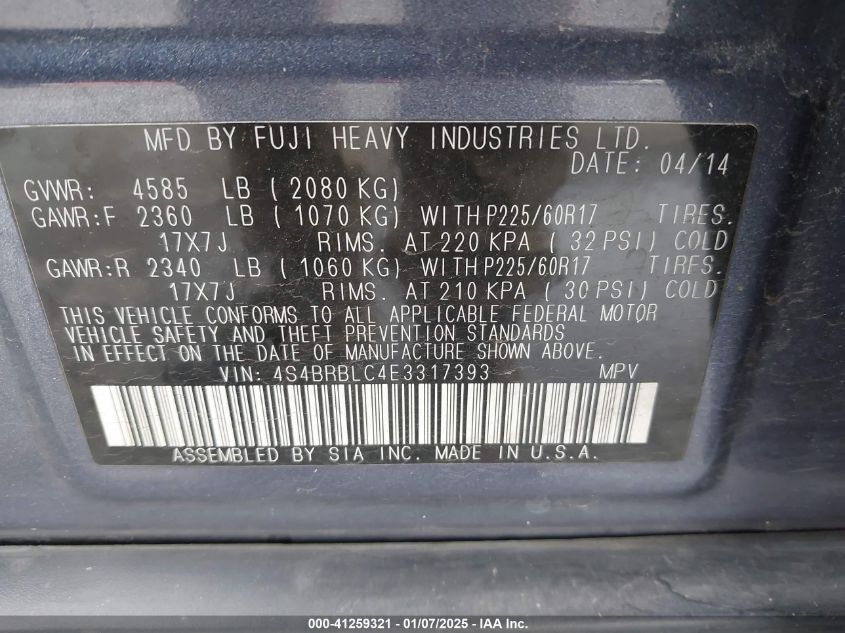 MFD BY FUJI HEAVY INDUSTRIES LTD.
DATE: 04/14
GVWR: 4585 LB ( 2080 KG)
GAWR:F 2360 LB ( 1070 KG) WITH P225/60R17 TIRES.
17X7J RIMS. AT 220 KPA ( 32 PSI) COLD
GAWR:R 2340 LB ( 1060 KG) WITH P225/60R17 TIRES.
17X7J RIMS. AT 210 KPA ( 30 PSI) COLD
THIS VEHICLE CONFORMS TO ALL APPLICABLE FEDERAL MOTOR
VEHICLE SAFETY AND THEFT PREVENTION STANDARDS
IN EFFECT ON THE DATE OF MANUFACTURE SHOWN ABOVE.
VIN: 4S4BRBLC4E3317393 MPV
ASSEMBLED BY SIA INC. MADE IN U.S.A.
000-41259321 - 01/07/2025 - IAA Inc.